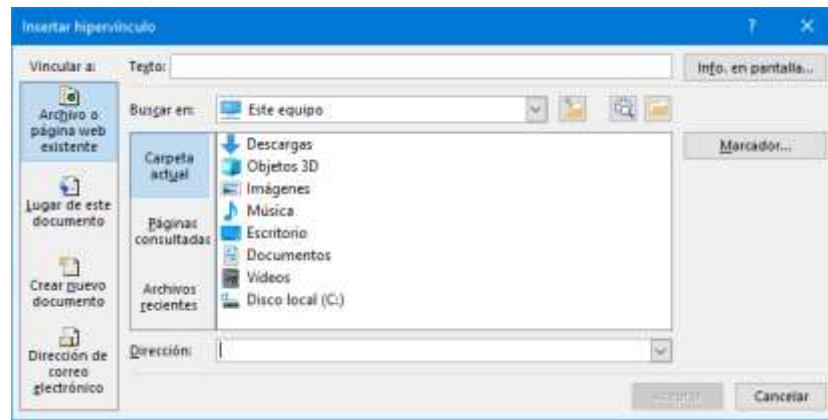 Insertar hipervínculo
?
Vincular a:
Texto:
Info. en pantalla...
Archivo o
página web
existente
Lugar de este
documento
Crear nuevo
documento
Dirección de
correo
electrónico
Buscar en:
Este equipo
Carpeta
actual
Páginas
consultadas
Archivos
recientes
Descargas
Objetos 3D
Imágenes
Música
Escritorio
Documentos
Vídeos
Disco local (C:)
Marcador...
Dirección:
Aceptar
Cancelar